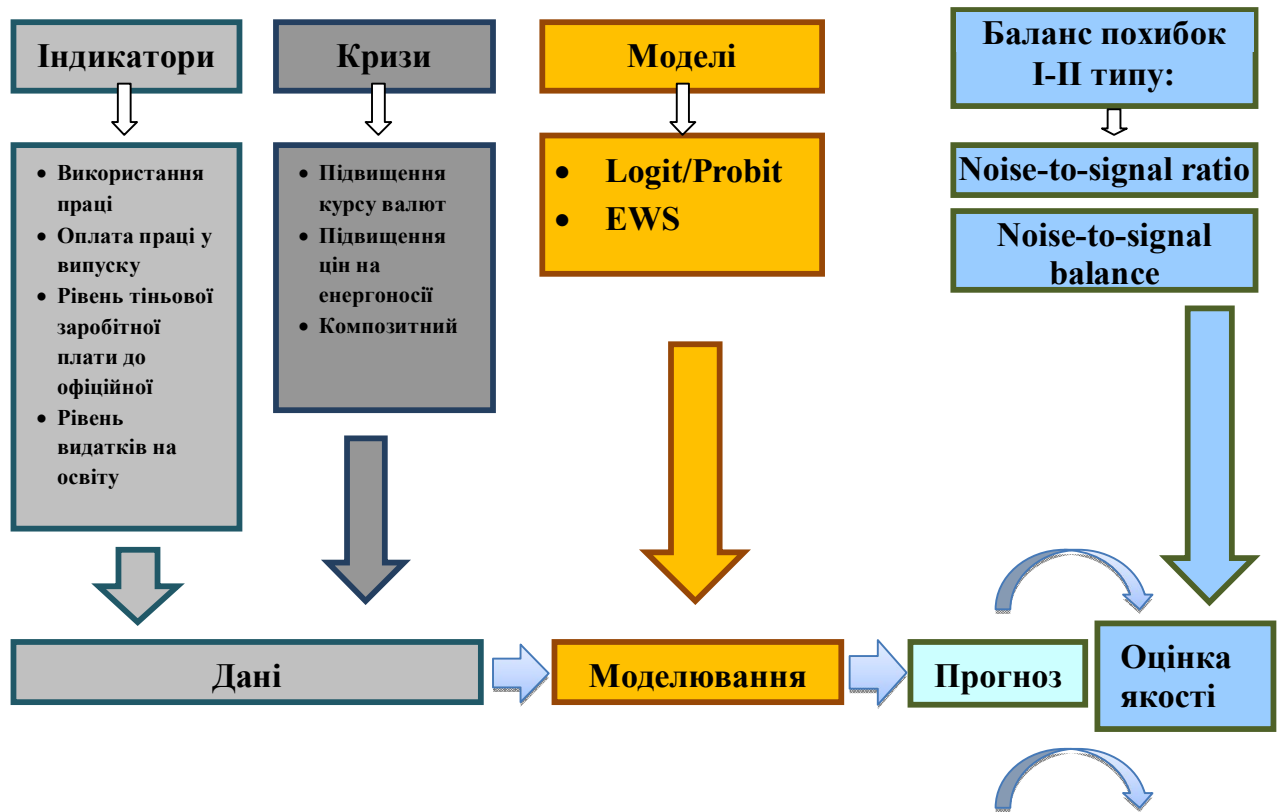 Індикатори
• Використання
праці
• Оплата праці у
випуску
• Рівень тіньової
заробітної
плати до
офіційної
• Рівень
видатків на
освіту
Кризи
• Підвищення
курсу валют
• Підвищення
цін на
енергоносії
• Композитний
Моделі
• Logit/Probit
• EWS
Баланс похибок
І-ІІ типу:
Noise-to-signal ratio
Noise-to-signal
balance
Дані
Моделювання
Прогноз
Оцінка
якості